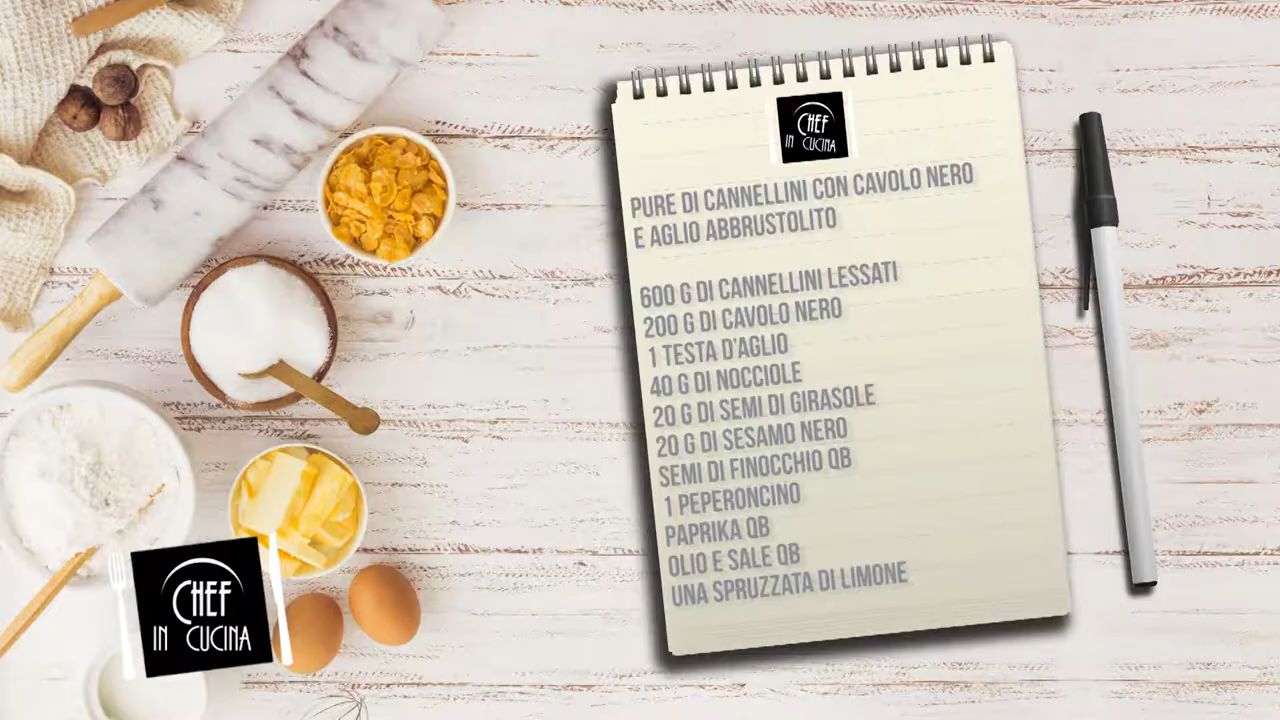 CHEF
IN CUCINA
PURE DI CANNELLINI CON CAVOLO NERO
E AGLIO ABBRUSTOLITO
600 G DI CANNELLINI LESSATI
200 G DI CAVOLO NERO
1 TESTA D'AGLIO
40 G DI NOCCIOLE
20 G DI SEMI DI GIRASOLE
20 G DI SESAMO NERO
SEMI DI FINOCCHIO QB
1 PEPERONCINO
PAPRIKA QB
OLIO E SALE QB
UNA SPRUZZATA DI LIMONE
CHEF
IN CUCINA